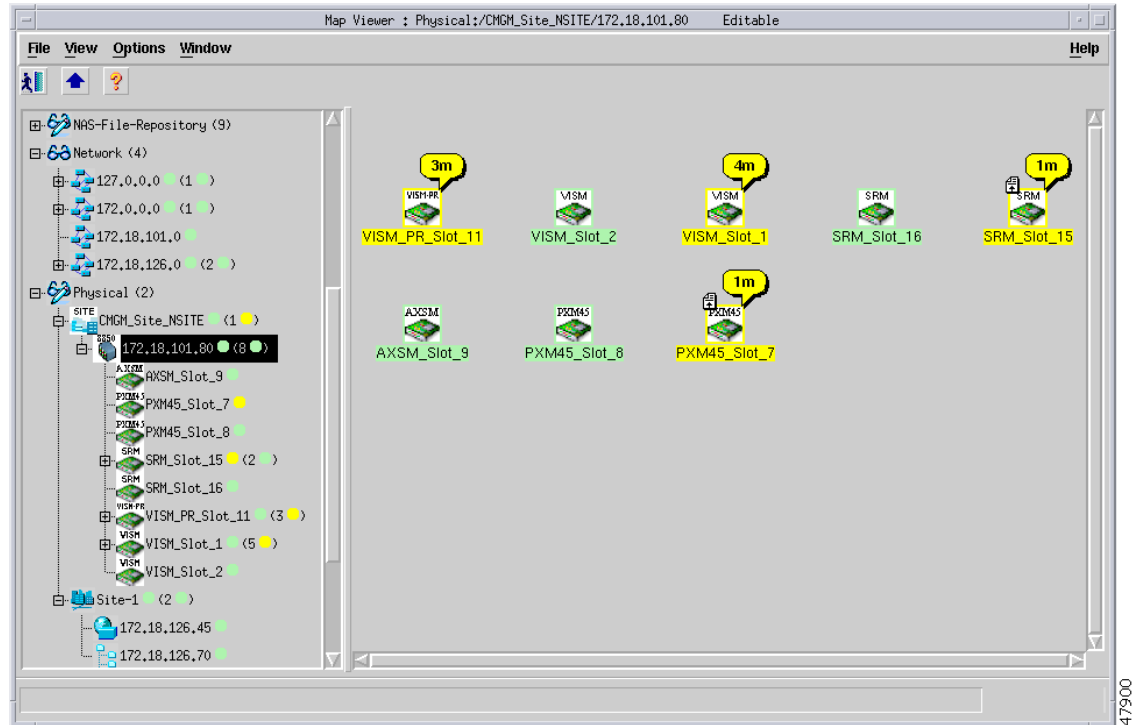 Map Viewer : Physical:/CMGM_Site_NSITE/172.18.101.80 Editable
File View Options Window Help
NAS-File-Repository (9)
Network (4)
127.0.0.0 (1 )
172.0.0.0 (1 )
172.18.101.0
172.18.126.0 (2 )
Physical (2)
SITE
CMGM_Site_NSITE (1 )
8850
172.18.101.80 (8 )
AXSM
AXSM_Slot_9
PXM45
PXM45_Slot_7
PXM45
PXM45_Slot_8
SRM
SRM_Slot_15 (2 )
SRM
SRM_Slot_16
VISM-PR
VISM_PR_Slot_11 (3 )
VISM
VISM_Slot_1 (5 )
VISM
VISM_Slot_2
Site-1 (2 )
172.18.126.45
172.18.126.70
3m 4m 1m
VISM-PR VISM VISM SRM SRM
VISM_PR_Slot_11 VISM_Slot_2 VISM_Slot_1 SRM_Slot_16 SRM_Slot_15
1m
AXSM PXM45 PXM45
AXSM_Slot_9 PXM45_Slot_8 PXM45_Slot_7
47900